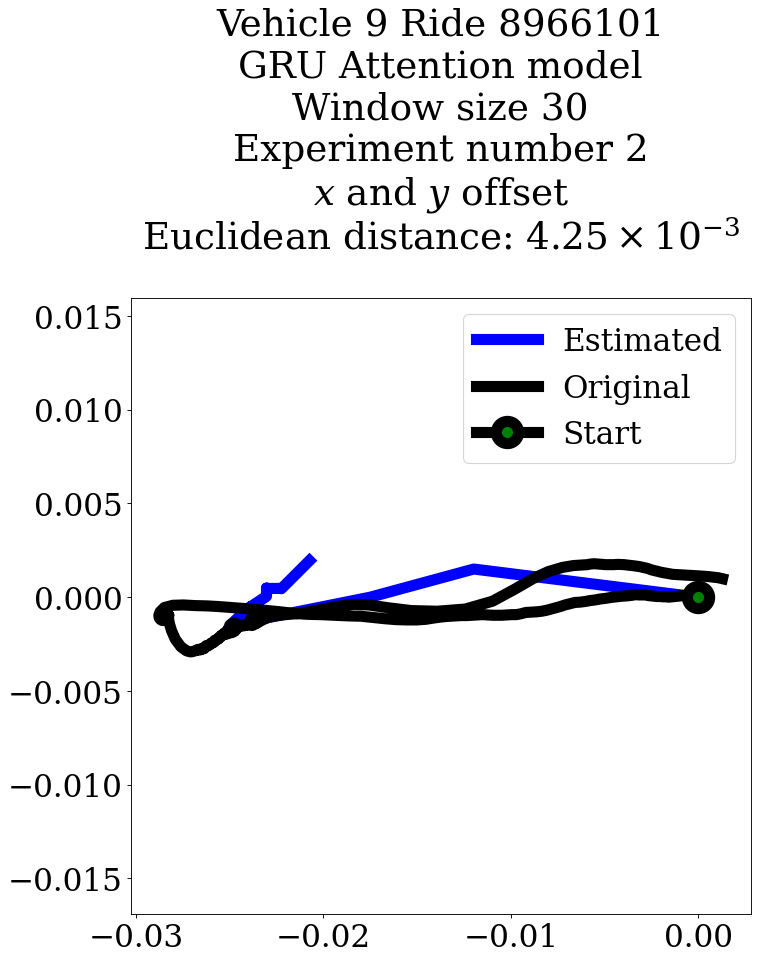 Vehicle 9 Ride 8966101
GRU Attention model
Window size 30
Experiment number 2
x and y offset
Euclidean distance: 4.25 × 10⁻³
Estimated
Original
Start
0.015
0.010
0.005
0.000
−0.005
−0.010
−0.015
−0.03 −0.02 −0.01 0.00